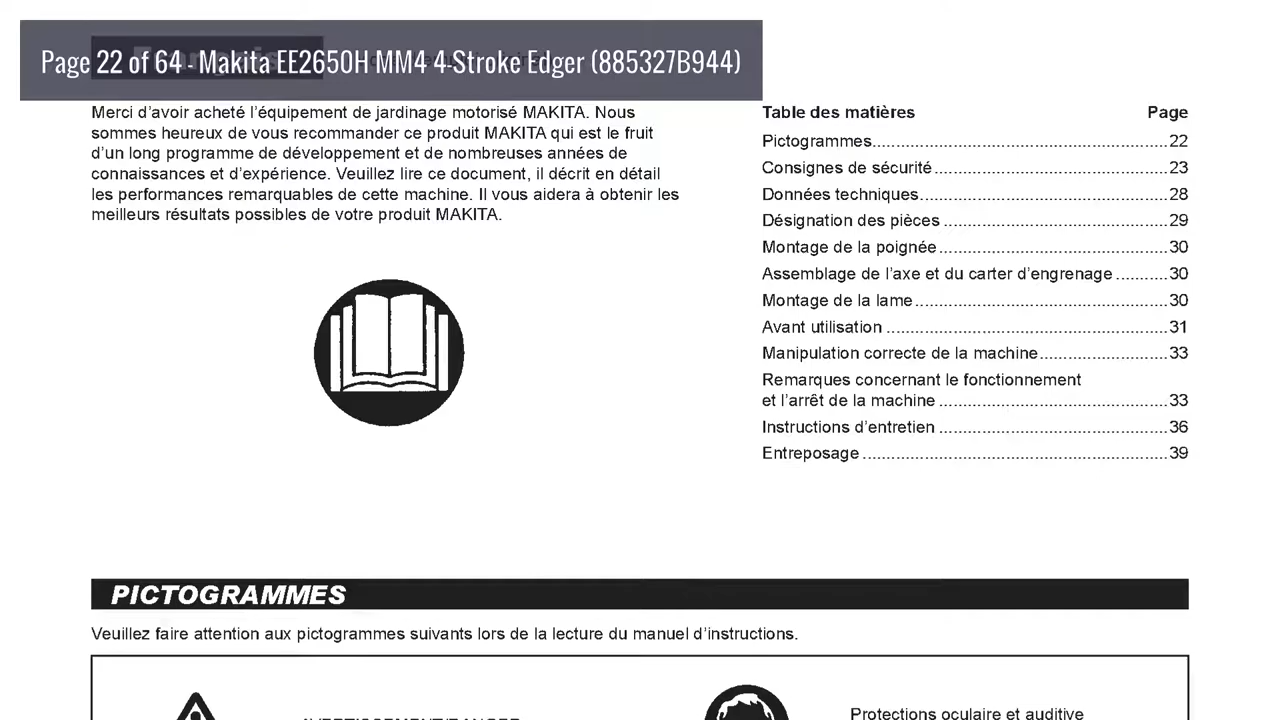 Page 22 of 64 - Makita EE2650H MM4 4-Stroke Edger (885327B944)
Merci d’avoir acheté l’équipement de jardinage motorisé MAKITA. Nous
sommes heureux de vous recommander ce produit MAKITA qui est le fruit
d’un long programme de développement et de nombreuses années de
connaissances et d’expérience. Veuillez lire ce document, il décrit en détail
les performances remarquables de cette machine. Il vous aidera à obtenir les
meilleurs résultats possibles de votre produit MAKITA.
Table des matières Page
Pictogrammes............................................................22
Consignes de sécurité................................................23
Données techniques...................................................28
Désignation des pièces ..............................................29
Montage de la poignée...............................................30
Assemblage de l’axe et du carter d’engrenage ..........30
Montage de la lame....................................................30
Avant utilisation ..........................................................31
Manipulation correcte de la machine..........................33
Remarques concernant le fonctionnement
et l’arrêt de la machine ...............................................33
Instructions d’entretien ...............................................36
Entreposage ...............................................................39
PICTOGRAMMES
Veuillez faire attention aux pictogrammes suivants lors de la lecture du manuel d’instructions.
Protections oculaire et auditive